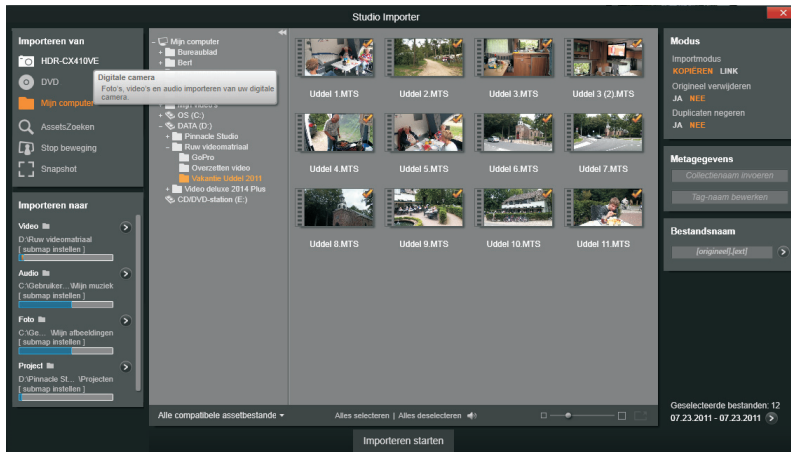 Studio Importer
Importeren van
HDR-CX410VE
DVD
Mijn computer
AssetsZoeken
Stop beweging
Snapshot
Digitale camera
Foto's, video's en audio importeren van uw digitale
camera.
Importeren naar
Video
D:\Ruw videomatriaal
[ submap instellen ]
Audio
C:\Gebruiker... \Mijn muziek
[ submap instellen ]
Foto
C:\Ge... \Mijn afbeeldingen
[ submap instellen ]
Project
D:\Pinnacle St... \Projecten
[ submap instellen ]
Mijn computer
Bureaublad
Bert
Mijn video's
OS (C:)
DATA (D:)
Pinnacle Studio
Ruw videomatriaal
GoPro
Overzetten video
Vakantie Uddel 2011
Video deluxe 2014 Plus
CD/DVD-station (E:)
Uddel 1.MTS
Uddel 2.MTS
Uddel 3.MTS
Uddel 3 (2).MTS
Uddel 4.MTS
Uddel 5.MTS
Uddel 6.MTS
Uddel 7.MTS
Uddel 8.MTS
Uddel 9.MTS
Uddel 10.MTS
Uddel 11.MTS
Alle compatibele assetbestande
Alles selecteren | Alles deselecteren
Importeren starten
Modus
Importmodus
KOPIËREN LINK
Origineel verwijderen
JA NEE
Duplicaten negeren
JA NEE
Metagegevens
Collectienaam invoeren
Tag-naam bewerken
Bestandsnaam
[origineel].[ext]
Geselecteerde bestanden: 12
07.23.2011 - 07.23.2011